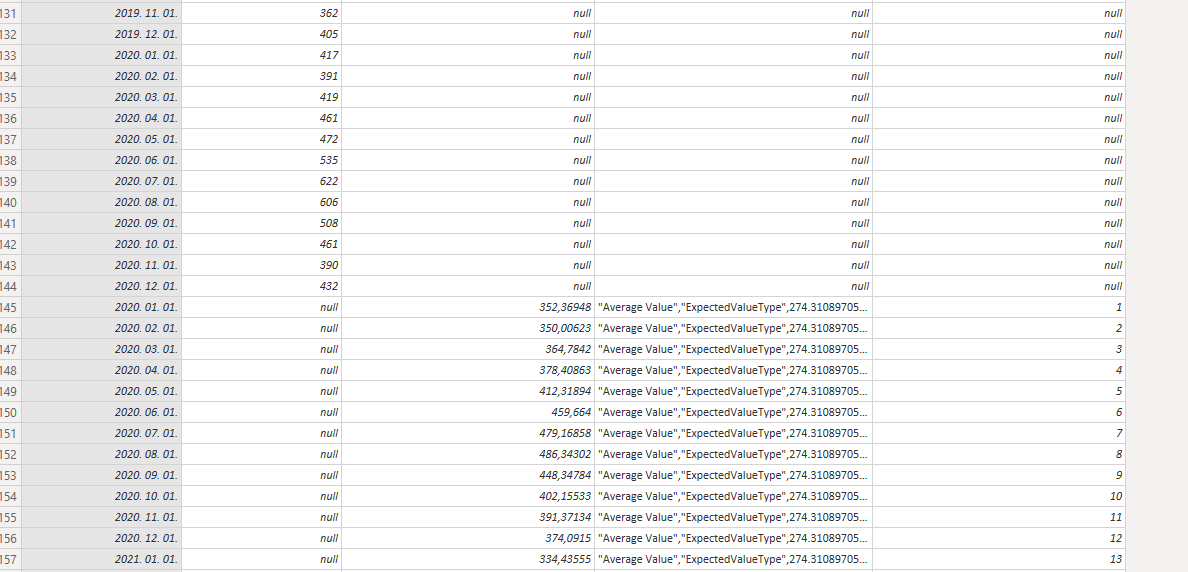 131 2019. 11. 01. 362 null null null
132 2019. 12. 01. 405 null null null
133 2020. 01. 01. 417 null null null
134 2020. 02. 01. 391 null null null
135 2020. 03. 01. 419 null null null
136 2020. 04. 01. 461 null null null
137 2020. 05. 01. 472 null null null
138 2020. 06. 01. 535 null null null
139 2020. 07. 01. 622 null null null
140 2020. 08. 01. 606 null null null
141 2020. 09. 01. 508 null null null
142 2020. 10. 01. 461 null null null
143 2020. 11. 01. 390 null null null
144 2020. 12. 01. 432 null null null
145 2020. 01. 01. null 352,36948 "Average Value","ExpectedValueType",274.31089705... 1
146 2020. 02. 01. null 350,00623 "Average Value","ExpectedValueType",274.31089705... 2
147 2020. 03. 01. null 364,7842 "Average Value","ExpectedValueType",274.31089705... 3
148 2020. 04. 01. null 378,40863 "Average Value","ExpectedValueType",274.31089705... 4
149 2020. 05. 01. null 412,31894 "Average Value","ExpectedValueType",274.31089705... 5
150 2020. 06. 01. null 459,664 "Average Value","ExpectedValueType",274.31089705... 6
151 2020. 07. 01. null 479,16858 "Average Value","ExpectedValueType",274.31089705... 7
152 2020. 08. 01. null 486,34302 "Average Value","ExpectedValueType",274.31089705... 8
153 2020. 09. 01. null 448,34784 "Average Value","ExpectedValueType",274.31089705... 9
154 2020. 10. 01. null 402,15533 "Average Value","ExpectedValueType",274.31089705... 10
155 2020. 11. 01. null 391,37134 "Average Value","ExpectedValueType",274.31089705... 11
156 2020. 12. 01. null 374,0915 "Average Value","ExpectedValueType",274.31089705... 12
157 2021. 01. 01. null 334,43555 "Average Value","ExpectedValueType",274.31089705... 13